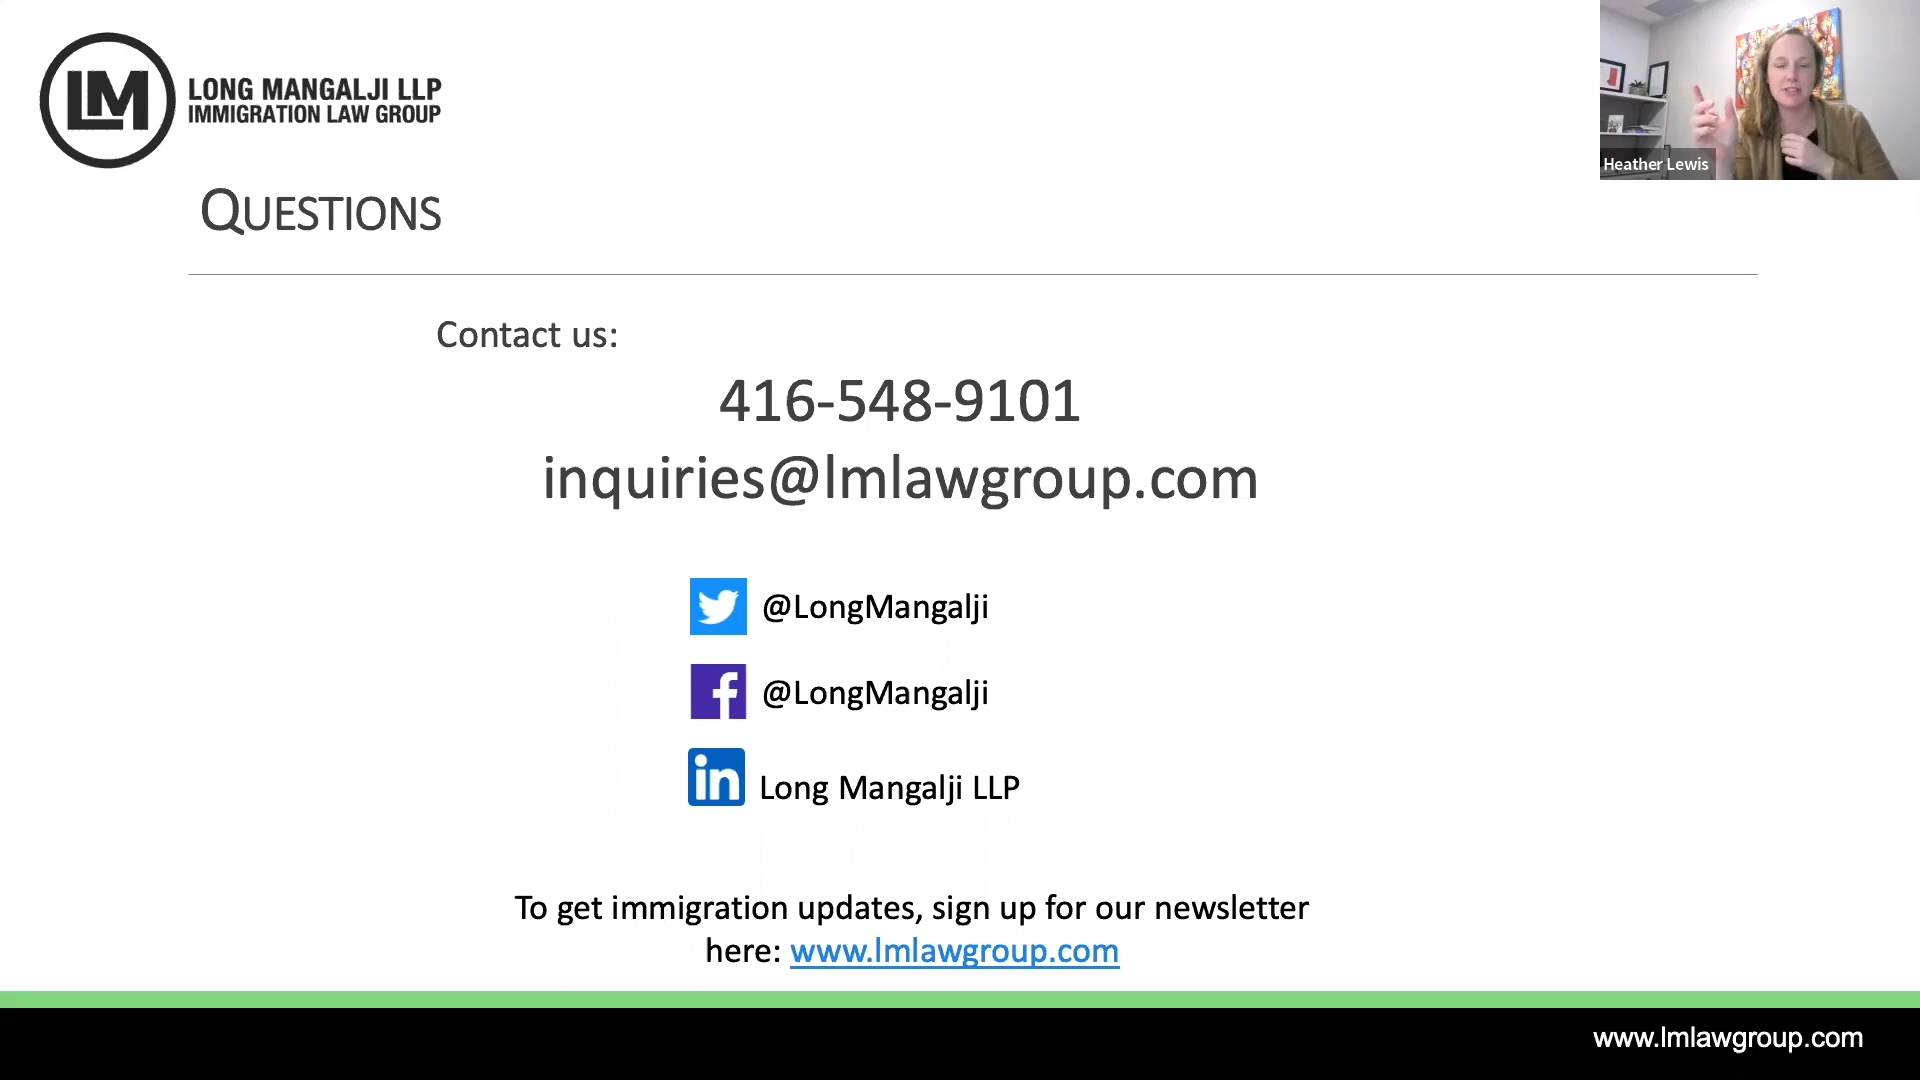 LM
LONG MANGALJI LLP
IMMIGRATION LAW GROUP
Heather Lewis
QUESTIONS
Contact us:
416-548-9101
inquiries@lmlawgroup.com
@LongMangalji
f @LongMangalji
in Long Mangalji LLP
To get immigration updates, sign up for our newsletter
here: www.lmlawgroup.com
www.lmlawgroup.com